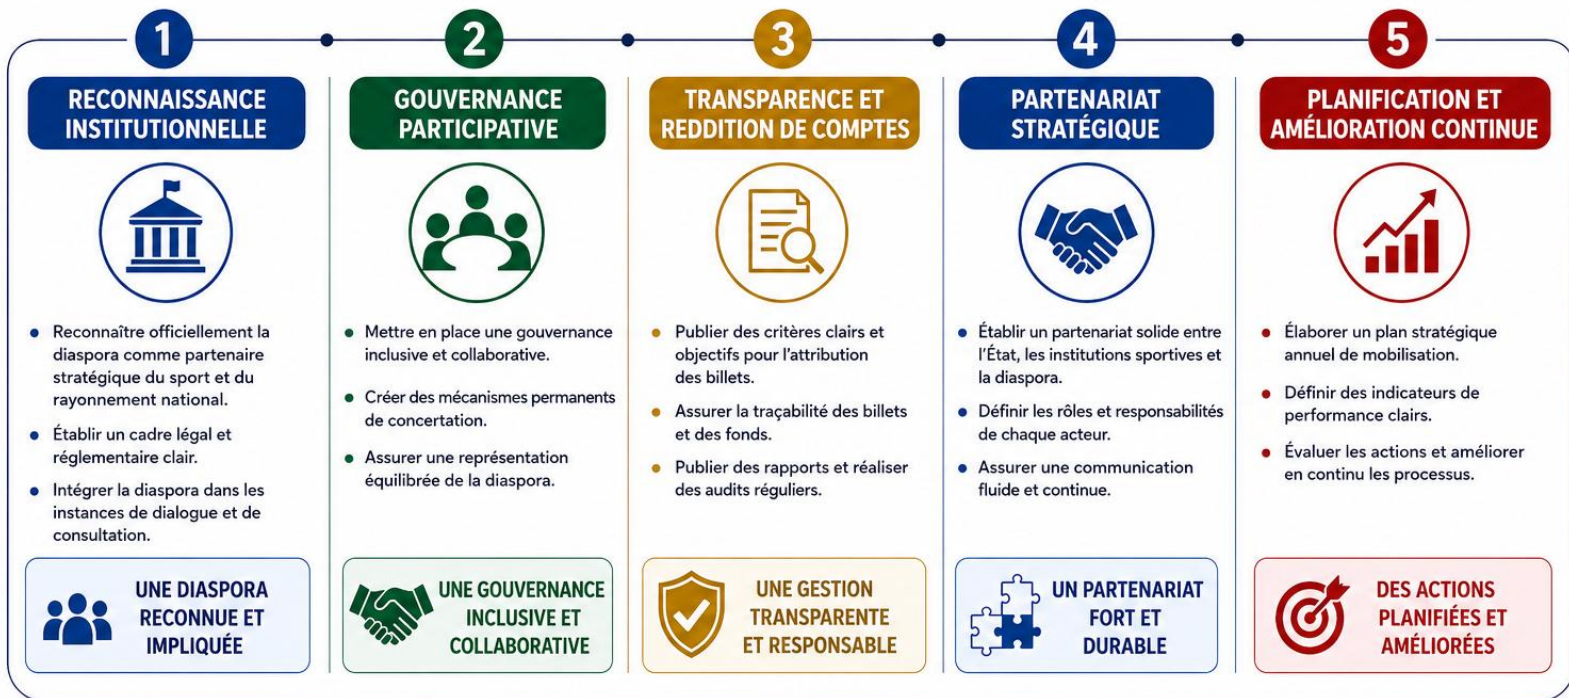 1
RECONNAISSANCE
INSTITUTIONNELLE
• Reconnaître officiellement la
diaspora comme partenaire
stratégique du sport et du
rayonnement national.
• Établir un cadre légal et
réglementaire clair.
• Intégrer la diaspora dans les
instances de dialogue et de
consultation.
UNE DIASPORA
RECONNUE ET
IMPLIQUÉE
2
GOUVERNANCE
PARTICIPATIVE
• Mettre en place une gouvernance
inclusive et collaborative.
• Créer des mécanismes permanents
de concertation.
• Assurer une représentation
équilibrée de la diaspora.
UNE GOUVERNANCE
INCLUSIVE ET
COLLABORATIVE
3
TRANSPARENCE ET
REDDITION DE COMPTES
• Publier des critères clairs et
objectifs pour l'attribution
des billets.
• Assurer la traçabilité des billets
et des fonds.
• Publier des rapports et réaliser
des audits réguliers.
UNE GESTION
TRANSPARENTE
ET RESPONSABLE
4
PARTENARIAT
STRATÉGIQUE
• Établir un partenariat solide entre
l'État, les institutions sportives et
la diaspora.
• Définir les rôles et responsabilités
de chaque acteur.
• Assurer une communication
fluide et continue.
UN PARTENARIAT
FORT ET
DURABLE
5
PLANIFICATION ET
AMÉLIORATION CONTINUE
• Élaborer un plan stratégique
annuel de mobilisation.
• Définir des indicateurs de
performance clairs.
• Évaluer les actions et améliorer
en continu les processus.
DES ACTIONS
PLANIFIÉES ET
AMÉLIORÉES